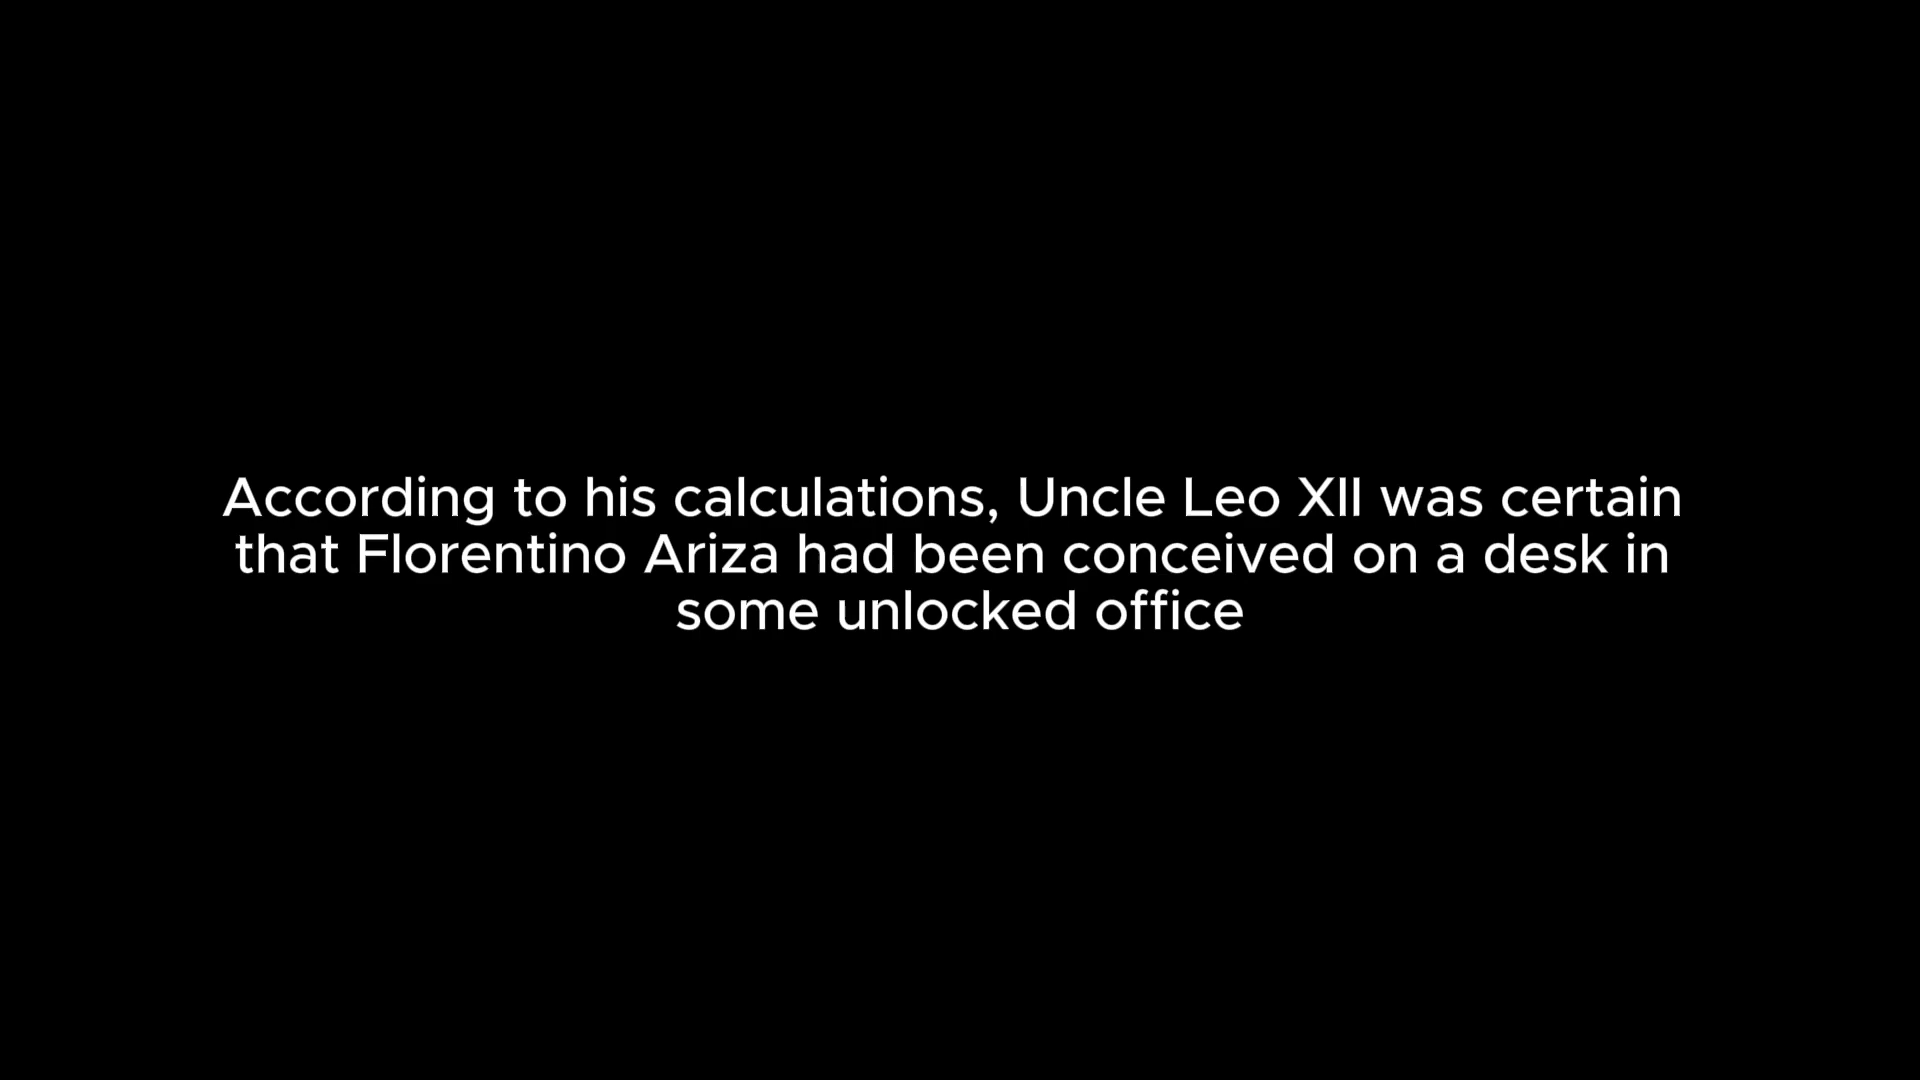 According to his calculations, Uncle Leo XII was certain
that Florentino Ariza had been conceived on a desk in
some unlocked office